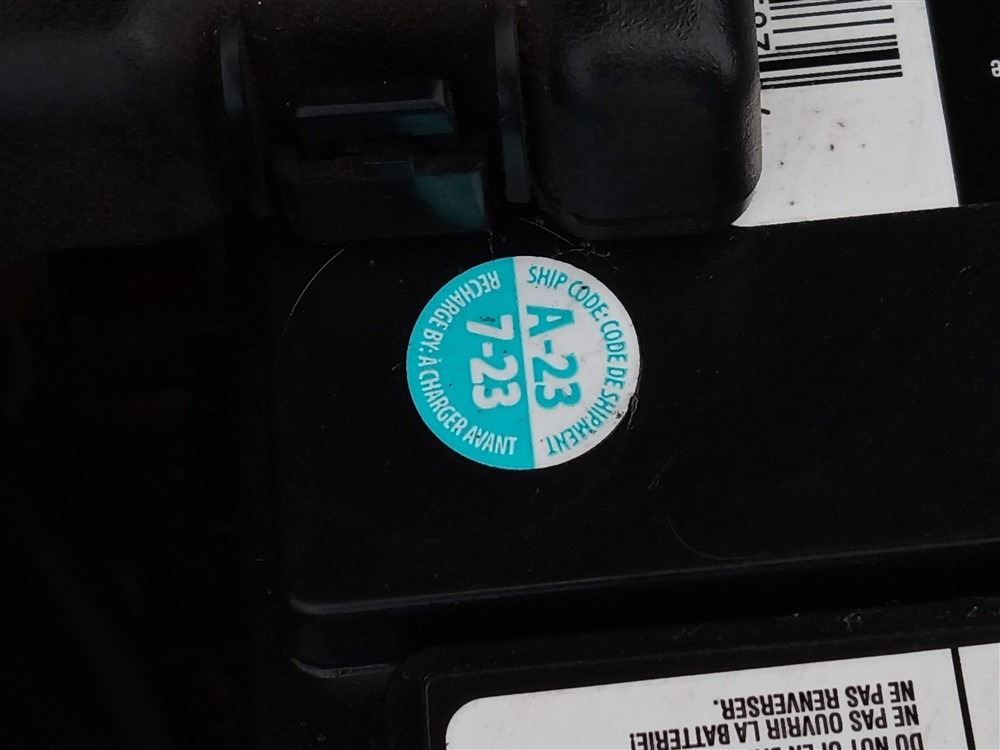 SHIP CODE: CODE DE SHIPMENT
A-23
7-23
RECHARGE BY: À CHARGER AVANT
NE PAS OUVRIR LA BATTERIE!
NE PAS RENVERSER.